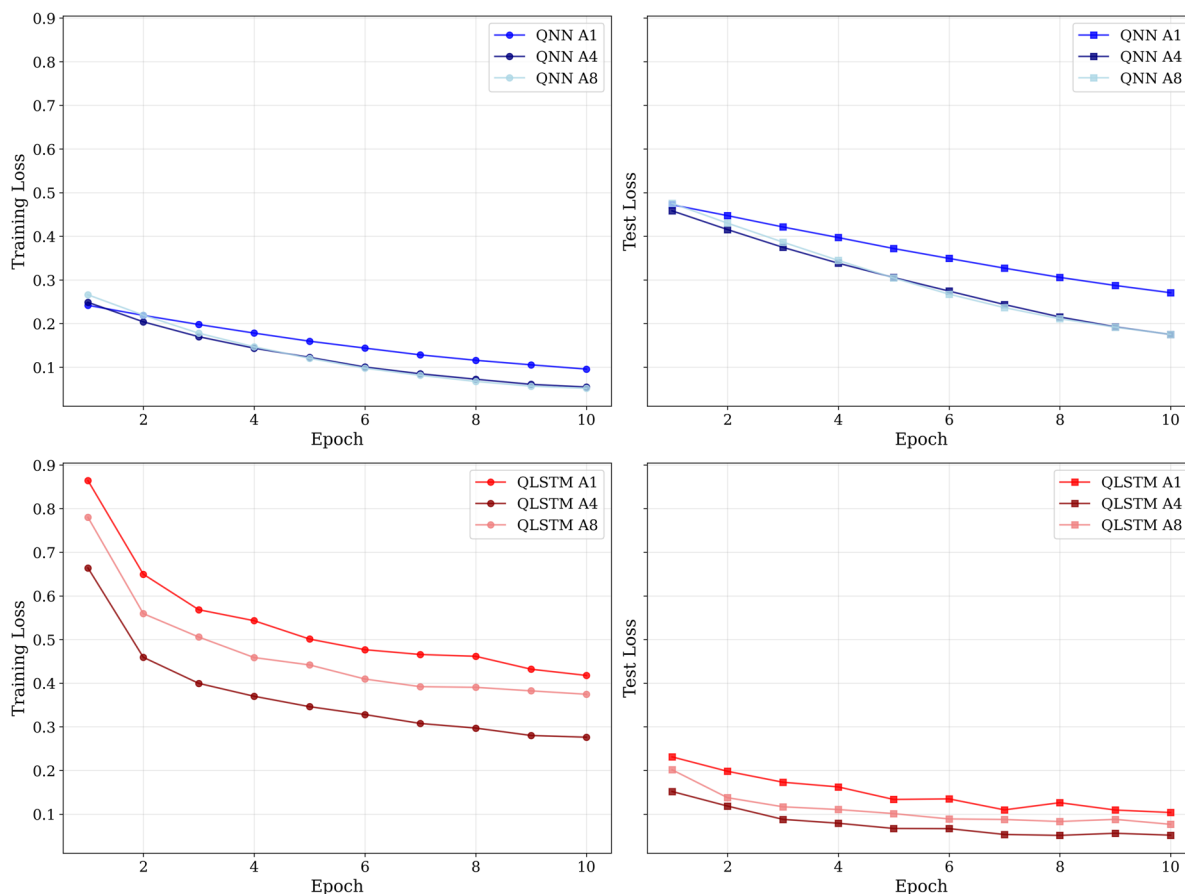 0.9
0.8
0.7
0.6
0.5
0.4
0.3
0.2
0.1
Training Loss
2 4 6 8 10
Epoch
QNN A1
QNN A4
QNN A8
Test Loss
2 4 6 8 10
Epoch
QNN A1
QNN A4
QNN A8
0.9
0.8
0.7
0.6
0.5
0.4
0.3
0.2
0.1
Training Loss
2 4 6 8 10
Epoch
QLSTM A1
QLSTM A4
QLSTM A8
Test Loss
2 4 6 8 10
Epoch
QLSTM A1
QLSTM A4
QLSTM A8